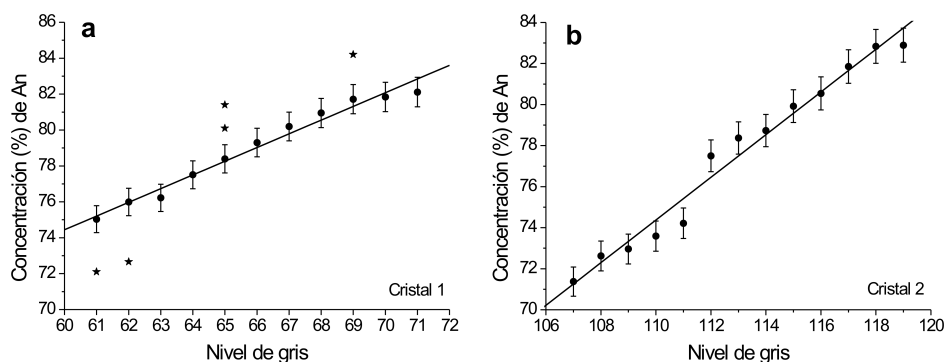 a
Concentración (%) de An
86
84
82
80
78
76
74
72
70
60 61 62 63 64 65 66 67 68 69 70 71 72
Nivel de gris
Cristal 1
b
Concentración (%) de An
84
82
80
78
76
74
72
70
106 108 110 112 114 116 118 120
Nivel de gris
Cristal 2